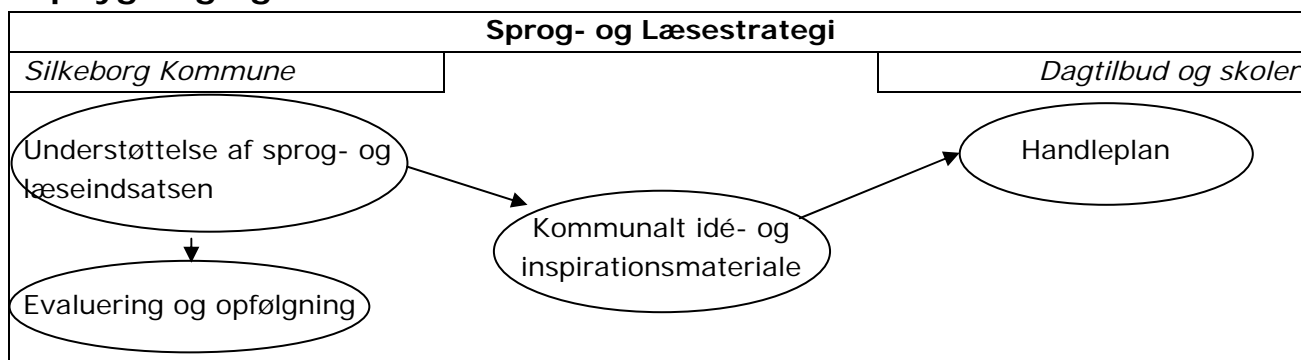 Sprog- og Læsestrategi
Silkeborg Kommune
Dagtilbud og skoler
Understøttelse af sprog- og
læseindsatsen
Handleplan
Kommunalt idé- og
inspirationsmateriale
Evaluering og opfølgning